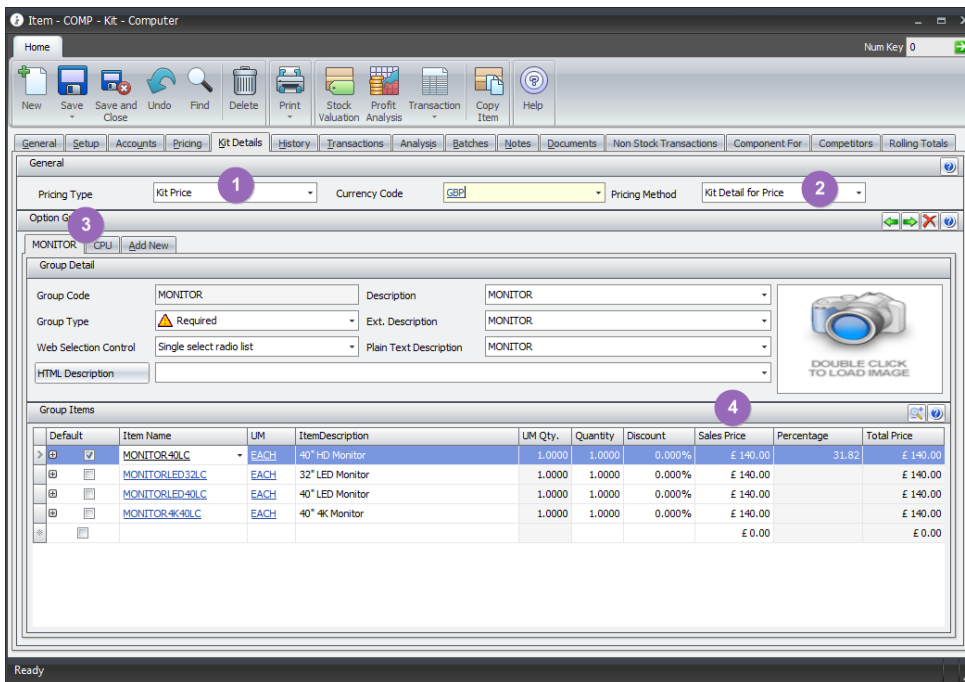 Item - COMP - Kit - Computer
Home Num Key 0
New Save Save and Close Undo Find Delete Print Stock Valuation Profit Analysis Transaction Copy Item Help
General Setup Accounts Pricing Kit Details History Transactions Analysis Batches Notes Documents Non Stock Transactions Component For Competitors Rolling Totals
General
Pricing Type Kit Price 1 Currency Code GBP Pricing Method Kit Detail for Price 2
Option G 3
MONITOR CPU Add New
Group Detail
Group Code MONITOR Description MONITOR
Group Type Required Ext. Description MONITOR
Web Selection Control Single select radio list Plain Text Description MONITOR
HTML Description
DOUBLE CLICK
TO LOAD IMAGE
Group Items 4
Default Item Name UM ItemDescription UM Qty. Quantity Discount Sales Price Percentage Total Price
MONITOR40LC EACH 40" HD Monitor 1.0000 1.0000 0.000% £ 140.00 31.82 £ 140.00
MONITORLED32LC EACH 32" LED Monitor 1.0000 1.0000 0.000% £ 140.00 £ 140.00
MONITORLED40LC EACH 40" LED Monitor 1.0000 1.0000 0.000% £ 140.00 £ 140.00
MONITOR4K40LC EACH 40" 4K Monitor 1.0000 1.0000 0.000% £ 140.00 £ 140.00
£ 0.00 £ 0.00
Ready